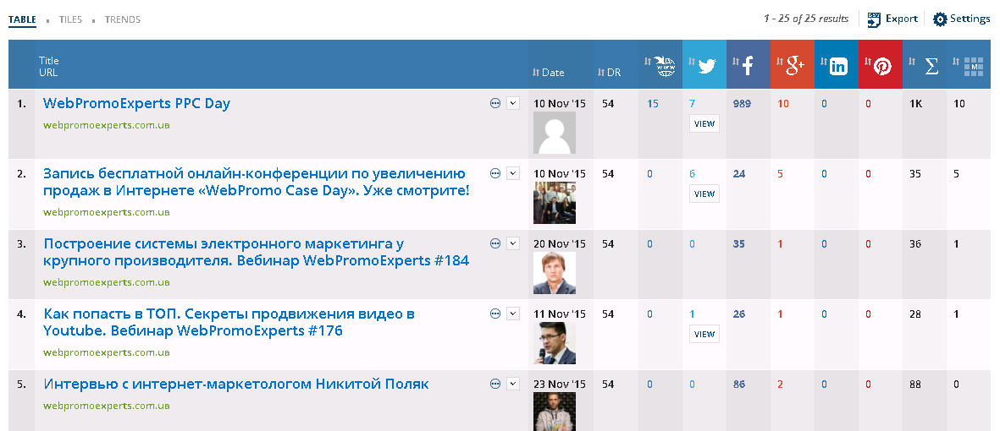 TABLE TILES TRENDS 1 - 25 of 25 results CSV Export Settings
Title
URL
Date DR WWW g+ in Σ M
1. WebPromoExperts PPC Day 10 Nov '15 54 15 7 989 10 0 0 1K 10
webpromoexperts.com.ua VIEW
2. Запись бесплатной онлайн-конференции по увеличению 10 Nov '15 54 0 6 24 5 0 0 35 5
продаж в Интернете «WebPromo Case Day». Уже смотрите! VIEW
webpromoexperts.com.ua
3. Построение системы электронного маркетинга у 20 Nov '15 54 0 0 35 1 0 0 36 1
крупного производителя. Вебинар WebPromoExperts #184
webpromoexperts.com.ua
4. Как попасть в ТОП. Секреты продвижения видео в 11 Nov '15 54 0 1 26 1 0 0 28 1
Youtube. Вебинар WebPromoExperts #176 VIEW
webpromoexperts.com.ua
5. Интервью с интернет-маркетологом Никитой Поляк 23 Nov '15 54 0 0 86 2 0 0 88 0
webpromoexperts.com.ua